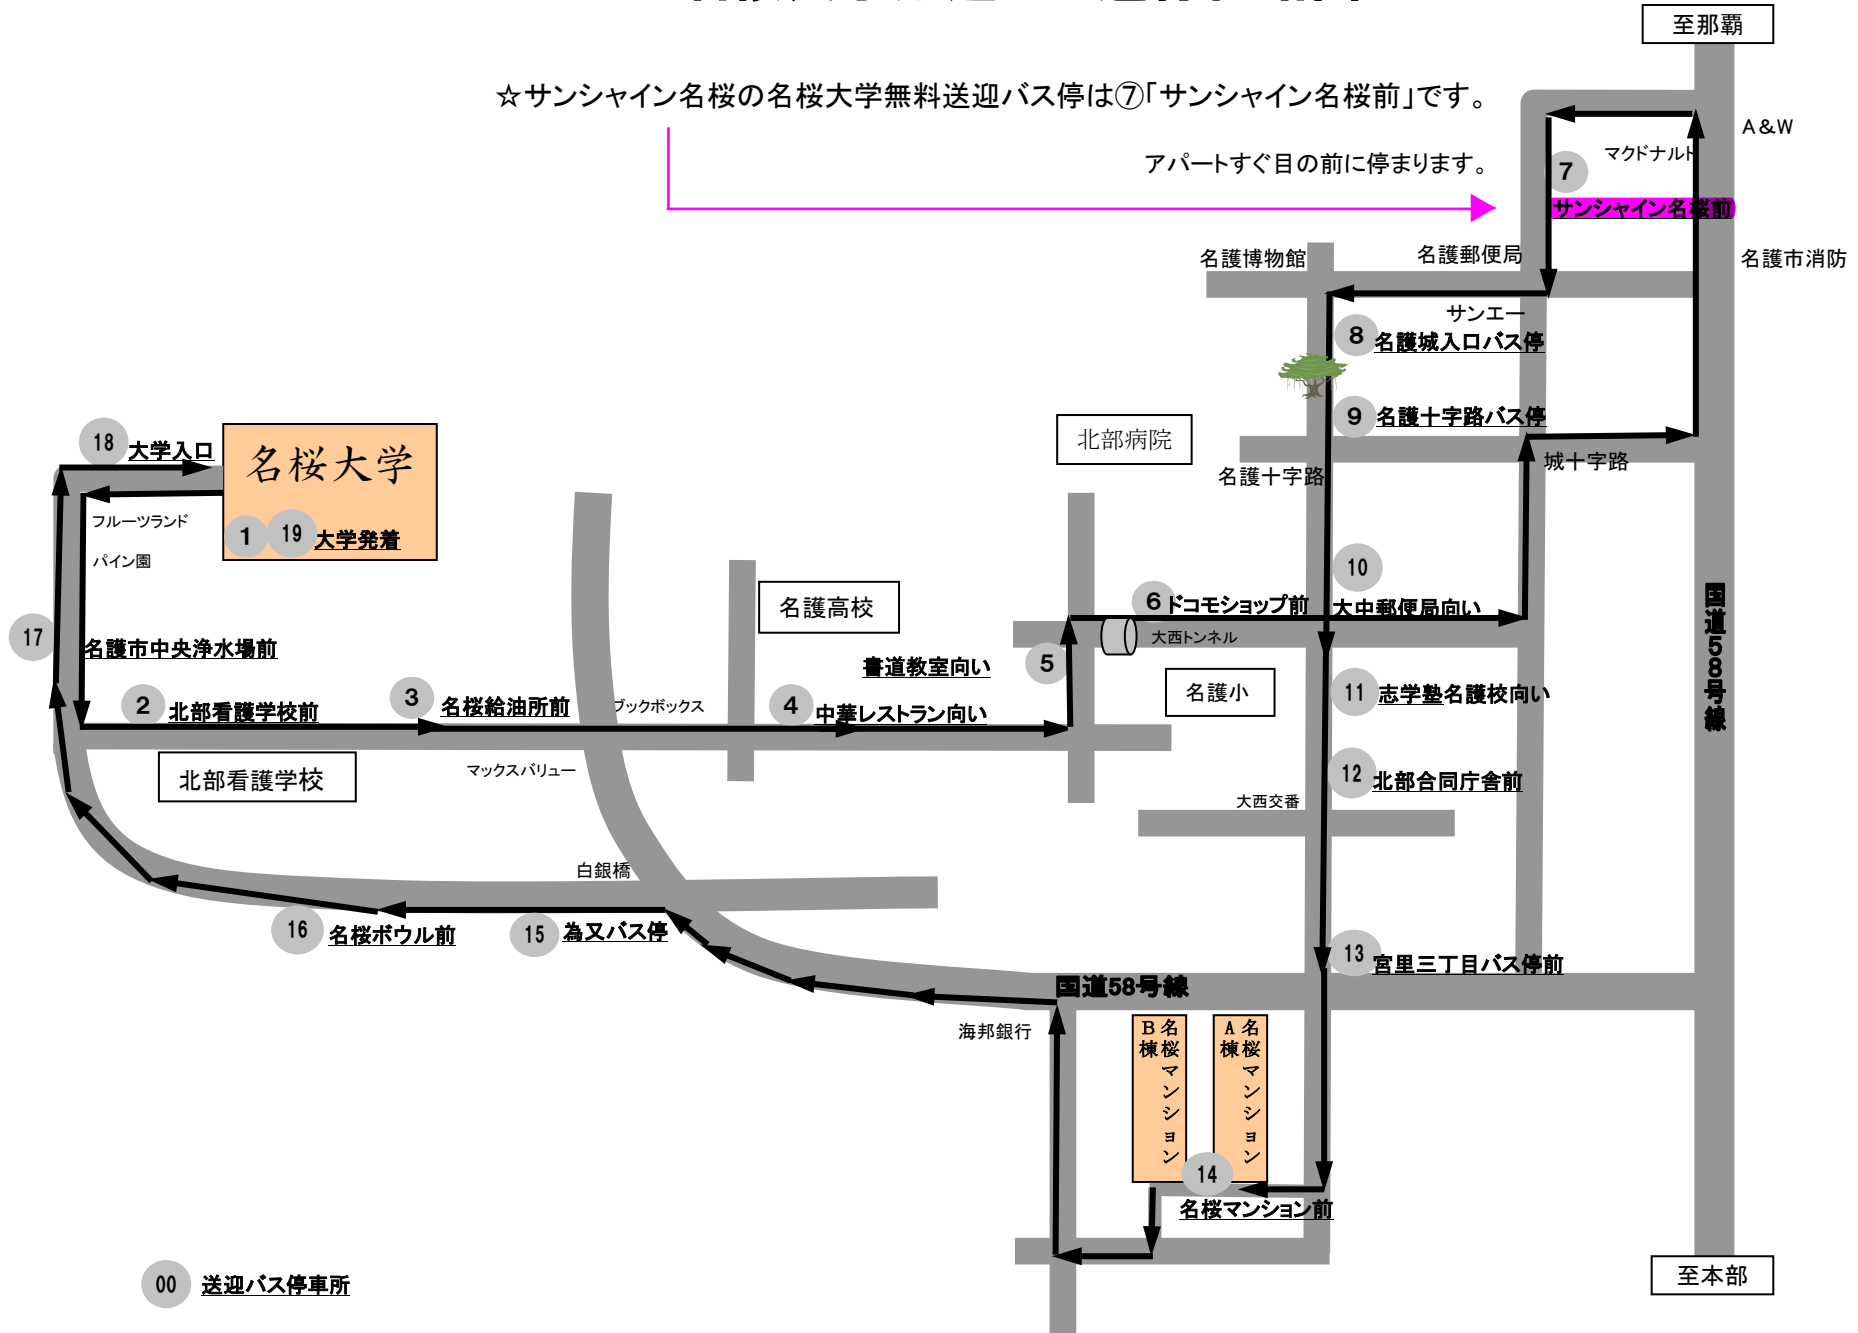 至那覇
☆サンシャイン名桜の名桜大学無料送迎バス停は⑦「サンシャイン名桜前」です。
A&W
アパートすぐ目の前に停まります。
マクドナルド
7
サンシャイン名桜前
名護博物館
名護郵便局
名護市消防
サンエー
8 名護城入口バス停
9 名護十字路バス停
北部病院
城十字路
名護十字路
18 大学入口
名桜大学
1 19 大学発着
フルーツランド
パイン園
17
名護市中央浄水場前
2 北部看護学校前
3 名桜給油所前
ブックボックス
名護高校
4 中華レストラン向い
書道教室向い
5
6 ドコモショップ前
大西トンネル
10
大中郵便局向い
名護小
11 志学塾名護校向い
国道58号線
北部看護学校
マックスバリュー
12 北部合同庁舎前
大西交番
白銀橋
16 名桜ボウル前
15 為又バス停
13 宮里三丁目バス停前
国道58号線
海邦銀行
名桜マンション
B棟
名桜マンション
A棟
14
名桜マンション前
至本部
00 送迎バス停車所